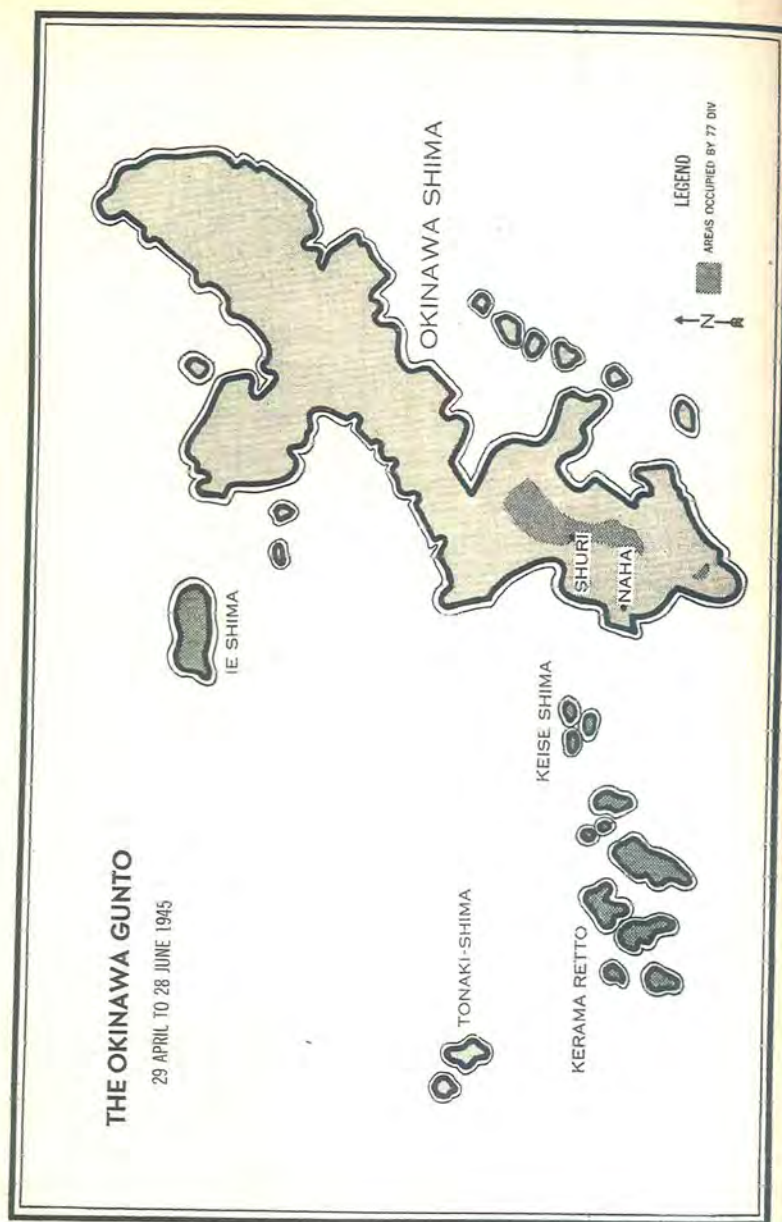 THE OKINAWA GUNTO
29 APRIL TO 28 JUNE 1945
IE SHIMA
OKINAWA SHIMA
TONAKI-SHIMA
KEISE SHIMA
KERAMA RETTO
SHURI
NAHA
N
LEGEND
AREAS OCCUPIED BY 77 DIV